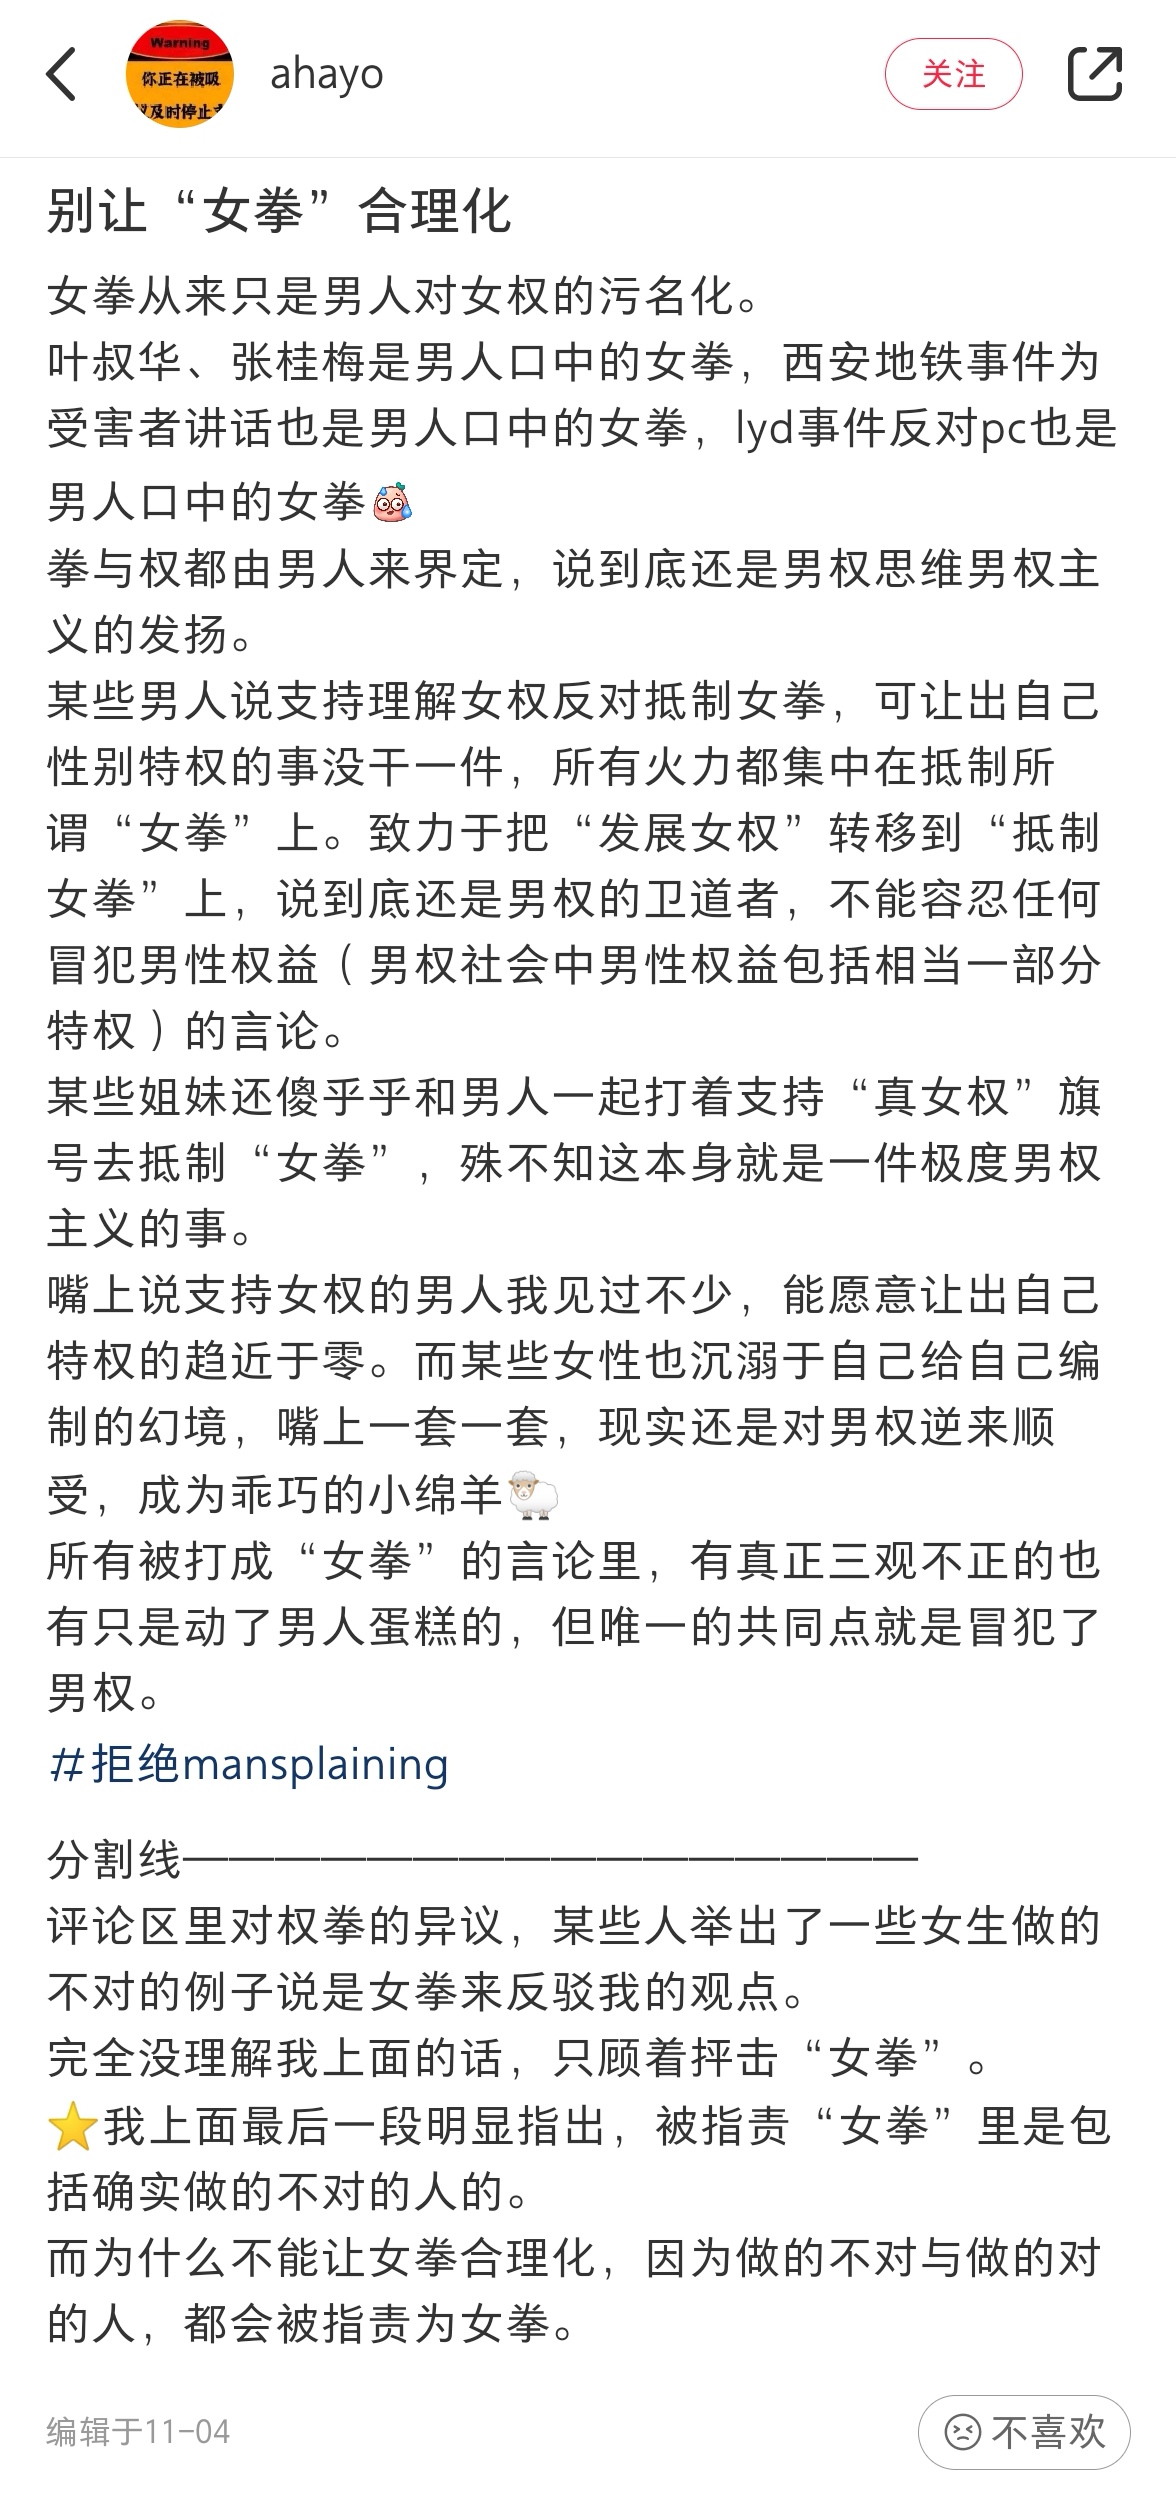 Warning
你正在被吸
及时停止
ahayo
关注
别让“女拳”合理化
女拳从来只是男人对女权的污名化。
叶叔华、张桂梅是男人口中的女拳，西安地铁事件为
受害者讲话也是男人口中的女拳，lyd事件反对pc也是
男人口中的女拳
拳与权都由男人来界定，说到底还是男权思维男权主
义的发扬。
某些男人说支持理解女权反对抵制女拳，可让出自己
性别特权的事没干一件，所有火力都集中在抵制所
谓“女拳”上。致力于把“发展女权”转移到“抵制
女拳”上，说到底还是男权的卫道者，不能容忍任何
冒犯男性权益（男权社会中男性权益包括相当一部分
特权）的言论。
某些姐妹还傻乎乎和男人一起打着支持“真女权”旗
号去抵制“女拳”，殊不知这本身就是一件极度男权
主义的事。
嘴上说支持女权的男人我见过不少，能愿意让出自己
特权的趋近于零。而某些女性也沉溺于自己给自己编
制的幻境，嘴上一套一套，现实还是对男权逆来顺
受，成为乖巧的小绵羊🐑
所有被打成“女拳”的言论里，有真正三观不正的也
有只是动了男人蛋糕的，但唯一的共同点就是冒犯了
男权。
#拒绝mansplaining
分割线————————————————
评论区里对权拳的异议，某些人举出了一些女生做的
不对的例子说是女拳来反驳我的观点。
完全没理解我上面的话，只顾着抨击“女拳”。
⭐我上面最后一段明显指出，被指责“女拳”里是包
括确实做的不对的人的。
而为什么不能让女拳合理化，因为做的不对与做的对
的人，都会被指责为女拳。
编辑于11-04
不喜欢